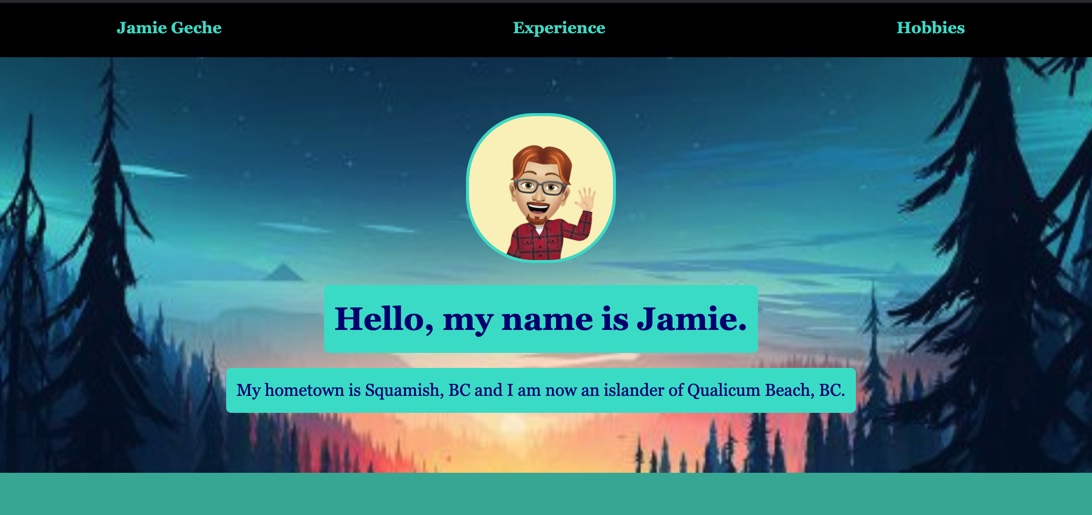 Jamie Geche Experience Hobbies
Hello, my name is Jamie.
My hometown is Squamish, BC and I am now an islander of Qualicum Beach, BC.